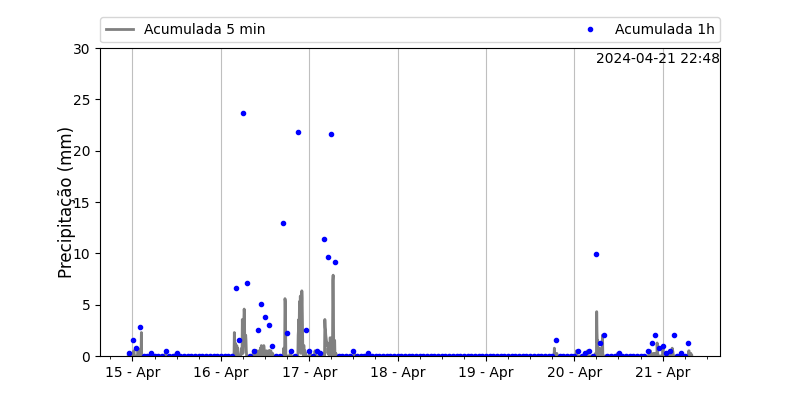 Acumulada 5 min
Acumulada 1h
2024-04-21 22:48
Precipitação (mm)
30
25
20
15
10
5
0
15 - Apr
16 - Apr
17 - Apr
18 - Apr
19 - Apr
20 - Apr
21 - Apr